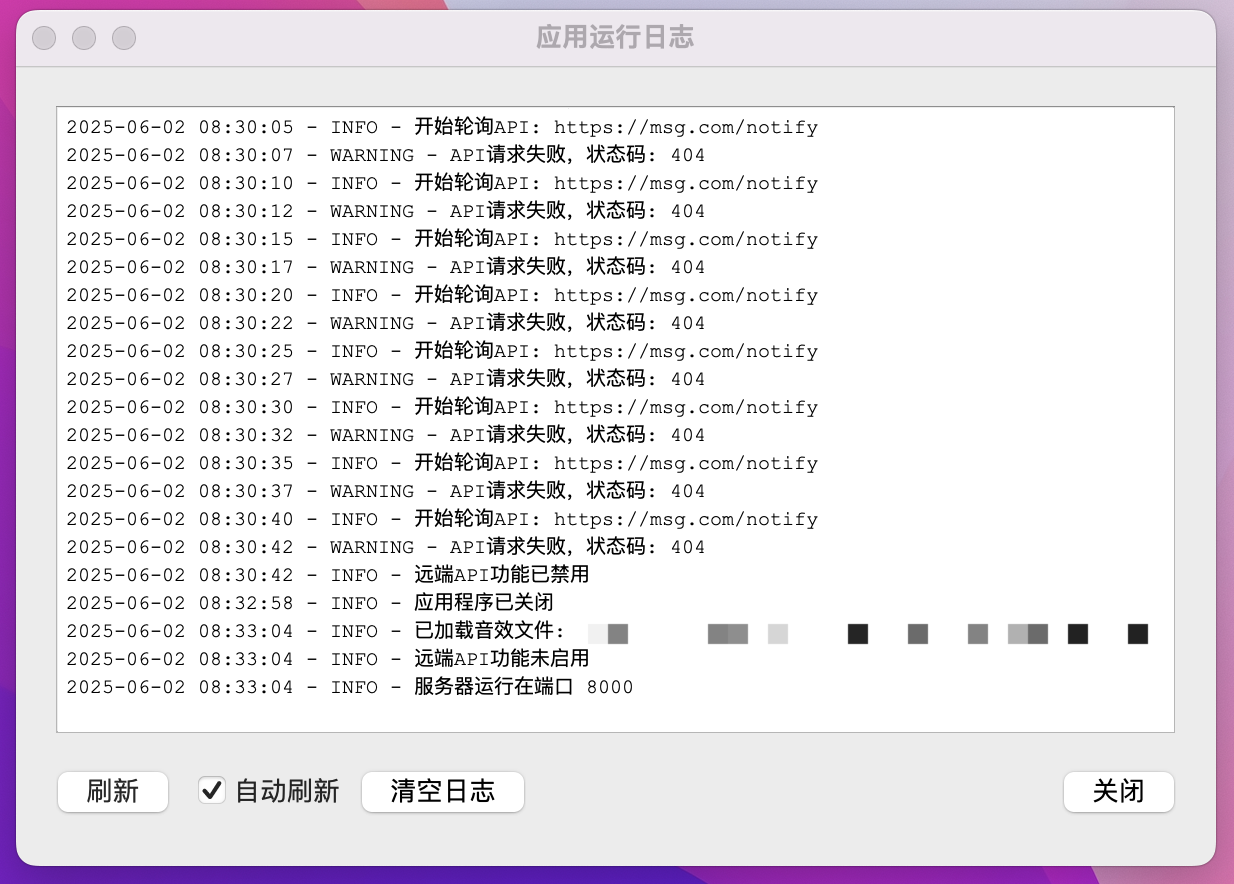 应用运行日志
2025-06-02 08:30:05 - INFO - 开始轮询API: https://msg.com/notify
2025-06-02 08:30:07 - WARNING - API请求失败，状态码: 404
2025-06-02 08:30:10 - INFO - 开始轮询API: https://msg.com/notify
2025-06-02 08:30:12 - WARNING - API请求失败，状态码: 404
2025-06-02 08:30:15 - INFO - 开始轮询API: https://msg.com/notify
2025-06-02 08:30:17 - WARNING - API请求失败，状态码: 404
2025-06-02 08:30:20 - INFO - 开始轮询API: https://msg.com/notify
2025-06-02 08:30:22 - WARNING - API请求失败，状态码: 404
2025-06-02 08:30:25 - INFO - 开始轮询API: https://msg.com/notify
2025-06-02 08:30:27 - WARNING - API请求失败，状态码: 404
2025-06-02 08:30:30 - INFO - 开始轮询API: https://msg.com/notify
2025-06-02 08:30:32 - WARNING - API请求失败，状态码: 404
2025-06-02 08:30:35 - INFO - 开始轮询API: https://msg.com/notify
2025-06-02 08:30:37 - WARNING - API请求失败，状态码: 404
2025-06-02 08:30:40 - INFO - 开始轮询API: https://msg.com/notify
2025-06-02 08:30:42 - WARNING - API请求失败，状态码: 404
2025-06-02 08:30:42 - INFO - 远端API功能已禁用
2025-06-02 08:32:58 - INFO - 应用程序已关闭
2025-06-02 08:33:04 - INFO - 已加载音效文件:
2025-06-02 08:33:04 - INFO - 远端API功能未启用
2025-06-02 08:33:04 - INFO - 服务器运行在端口 8000
刷新 自动刷新 清空日志 关闭